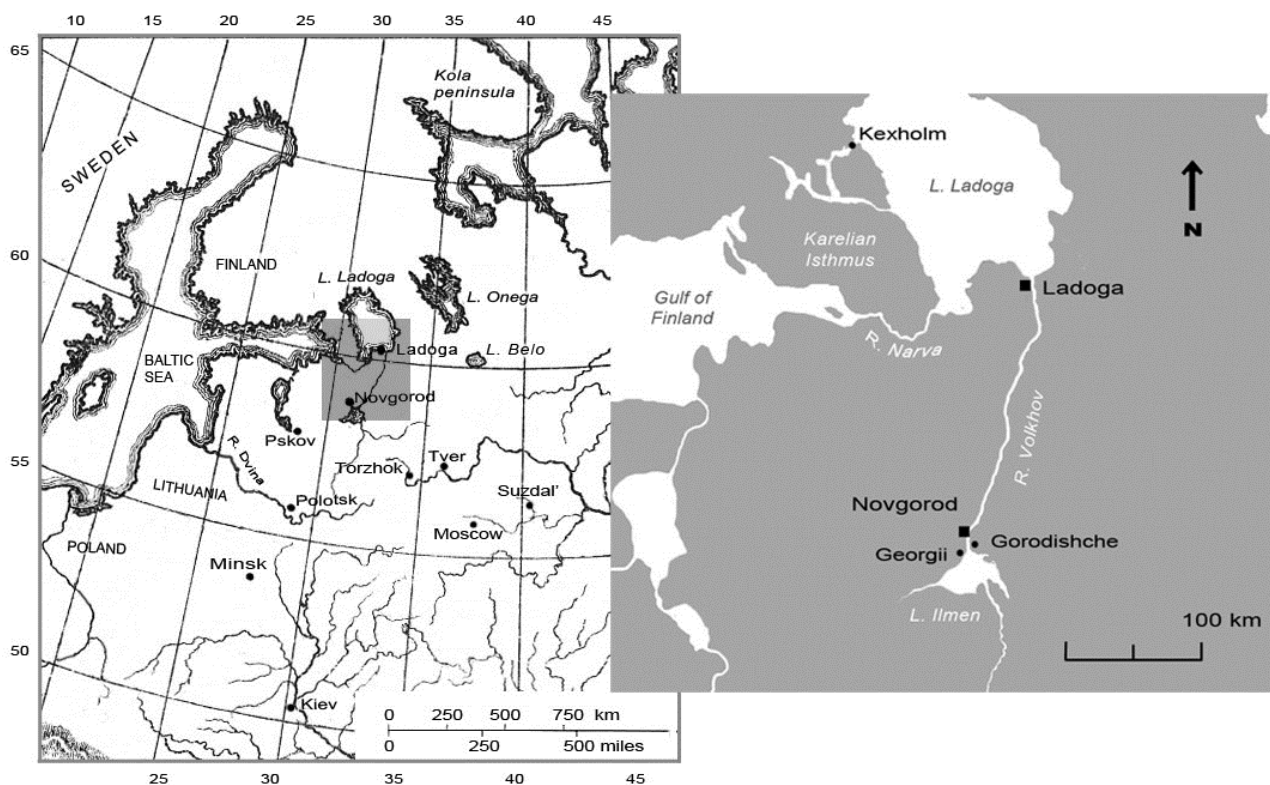 10 15 20 25 30 35 40 45
65
60
55
50
Kola
peninsula
SWEDEN
FINLAND
L. Ladoga
L. Onega
Ladoga
L. Belo
BALTIC
SEA
Novgorod
Pskov
R. Dvina
Torzhok
Tver
LITHUANIA
Polotsk
Suzdal'
Moscow
POLAND
Minsk
Kiev
0 250 500 750 km
0 250 500 miles
25 30 35 40 45
Kexholm
L. Ladoga
N
Karelian
Isthmus
Ladoga
Gulf of
Finland
R. Narva
R. Volkhov
Novgorod
Georgii
Gorodishche
L. Ilmen
100 km